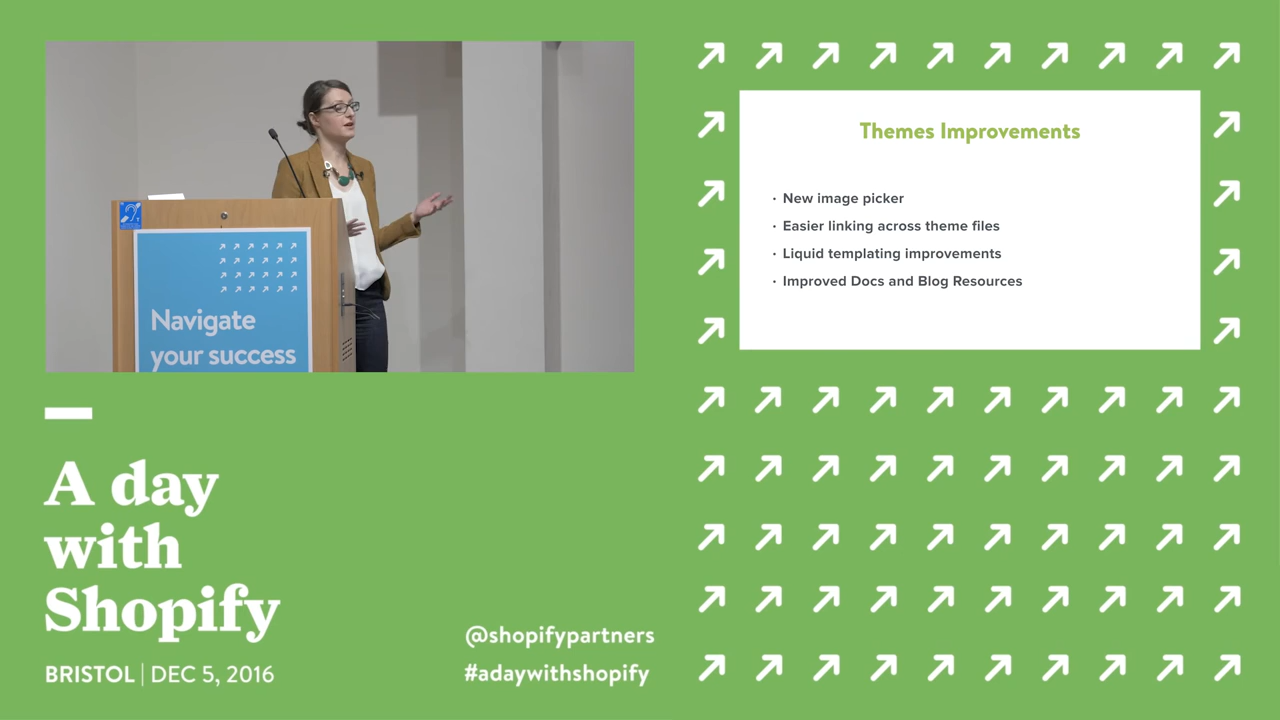 Navigate
your success
Themes Improvements
· New image picker
· Easier linking across theme files
· Liquid templating improvements
· Improved Docs and Blog Resources
A day
with
Shopify
BRISTOL | DEC 5, 2016
@shopifypartners
#adaywithshopify